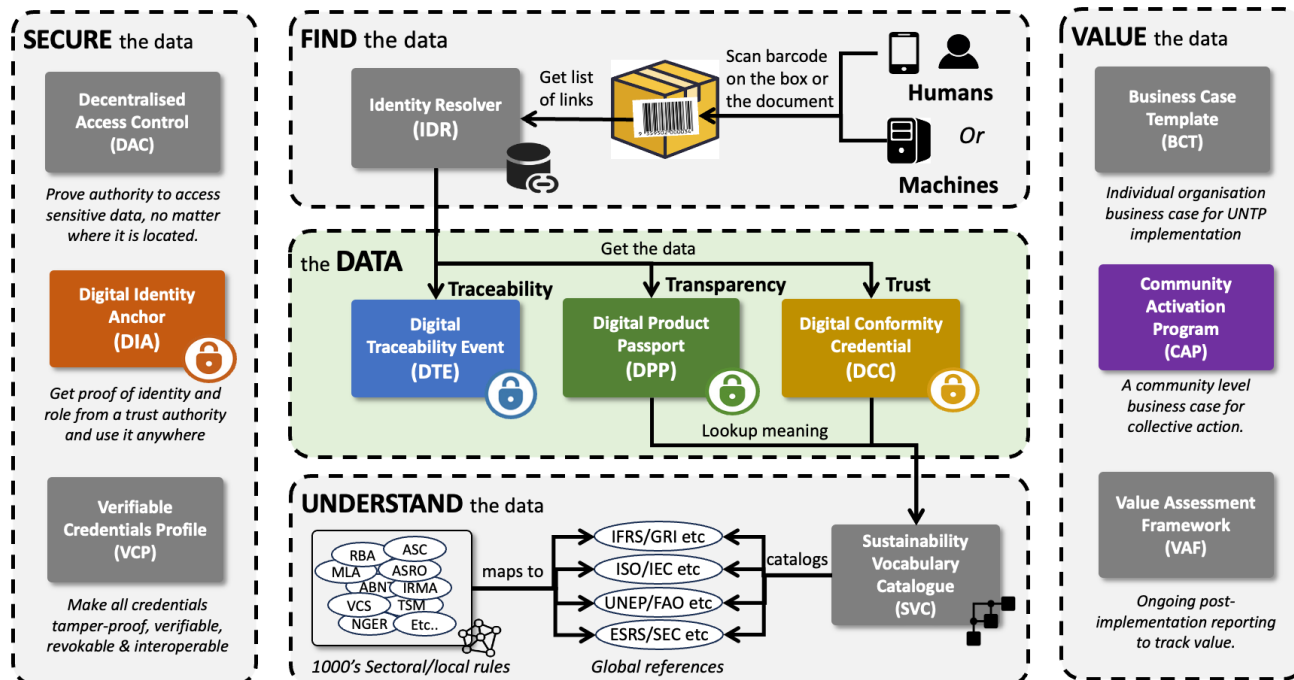 SECURE the data
Decentralised
Access Control
(DAC)
Prove authority to access
sensitive data, no matter
where it is located.
Digital Identity
Anchor
(DIA)
Get proof of identity and
role from a trust authority
and use it anywhere
Verifiable
Credentials Profile
(VCP)
Make all credentials
tamper-proof, verifiable,
revokable & interoperable
FIND the data
Identity Resolver
(IDR)
Get list
of links
Scan barcode
on the box or
the document
Humans
Or
Machines
the DATA
Get the data
Traceability
Transparency
Trust
Digital
Traceability Event
(DTE)
Digital Product
Passport
(DPP)
Digital Conformity
Credential
(DCC)
Lookup meaning
UNDERSTAND the data
RBA
ASC
MLA
ASRO
ABNT
IRMA
VCS
TSM
NGER
Etc..
1000's Sectoral/local rules
maps to
IFRS/GRI etc
ISO/IEC etc
UNEP/FAO etc
ESRS/SEC etc
Global references
catalogs
Sustainability
Vocabulary
Catalogue
(SVC)
VALUE the data
Business Case
Template
(BCT)
Individual organisation
business case for UNTP
implementation
Community
Activation
Program
(CAP)
A community level
business case for
collective action.
Value Assessment
Framework
(VAF)
Ongoing post-
implementation reporting
to track value.